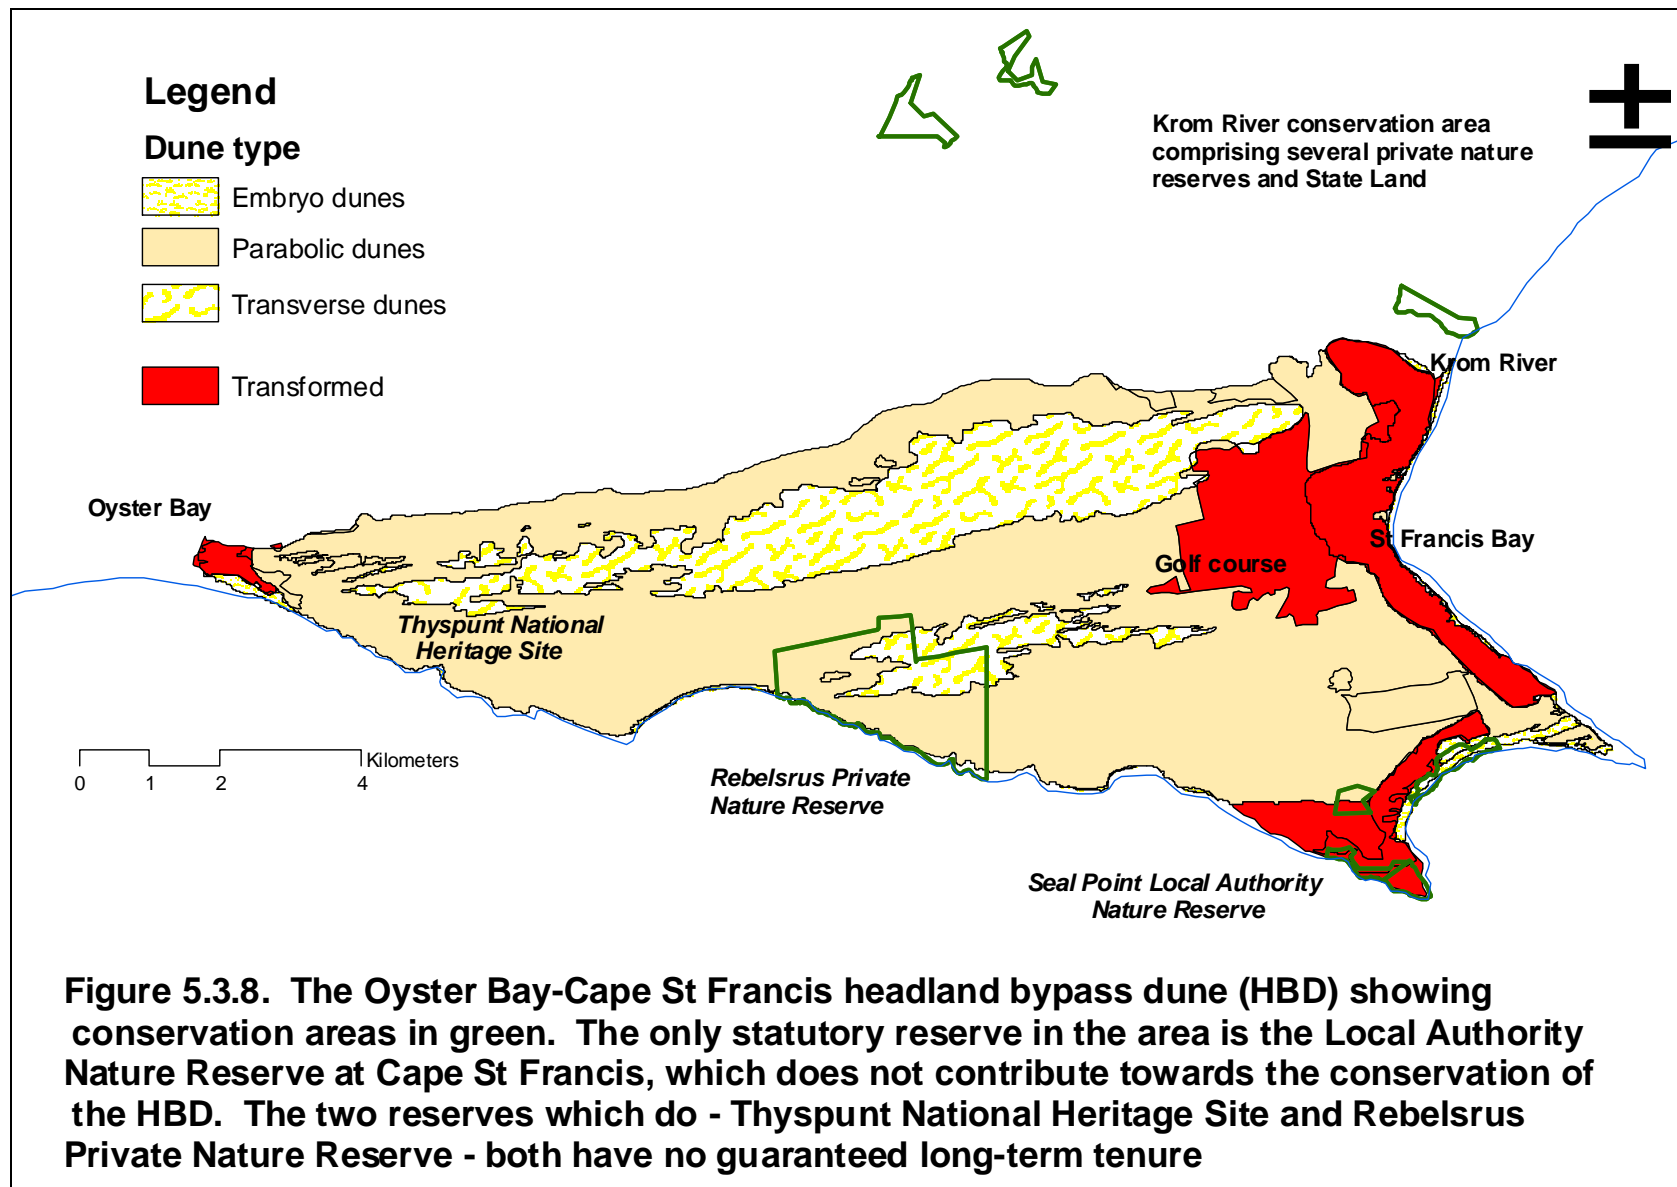 Legend
Dune type
Embryo dunes
Parabolic dunes
Transverse dunes
Transformed
Krom River conservation area
comprising several private nature
reserves and State Land
Krom River
Oyster Bay
St Francis Bay
Golf course
Thyspunt National
Heritage Site
Kilometers
0 1 2 4
Rebelsrus Private
Nature Reserve
Seal Point Local Authority
Nature Reserve
Figure 5.3.8. The Oyster Bay-Cape St Francis headland bypass dune (HBD) showing
conservation areas in green. The only statutory reserve in the area is the Local Authority
Nature Reserve at Cape St Francis, which does not contribute towards the conservation of
the HBD. The two reserves which do - Thyspunt National Heritage Site and Rebelsrus
Private Nature Reserve - both have no guaranteed long-term tenure